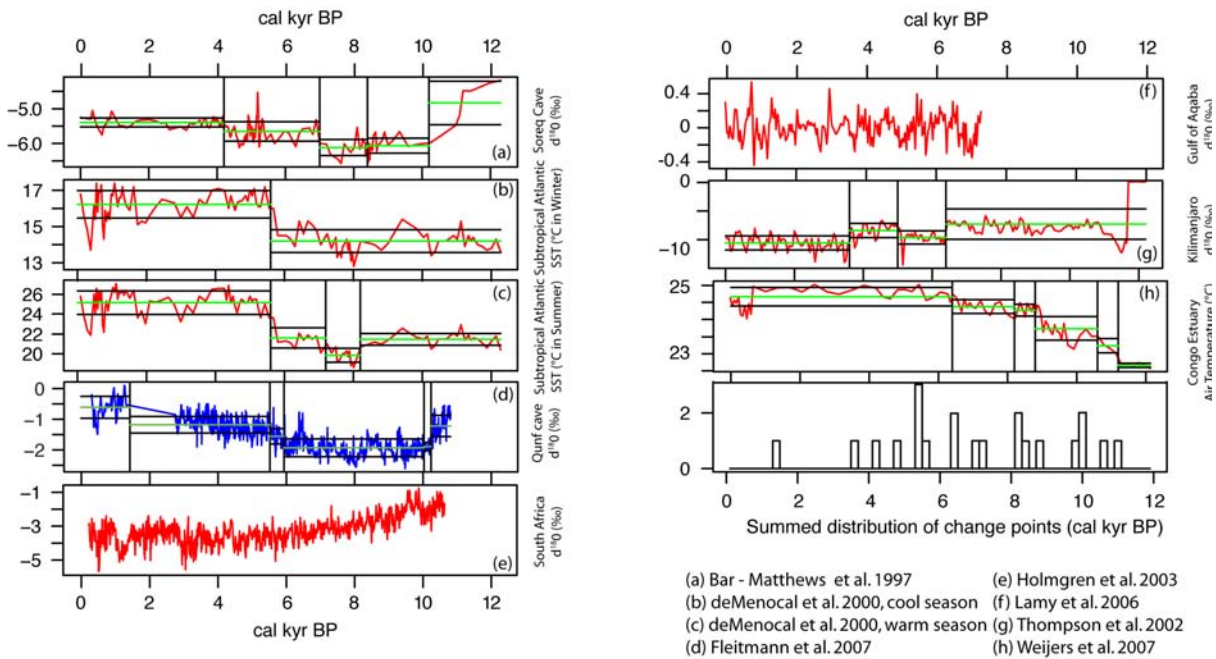 cal kyr BP
0 2 4 6 8 10 12
-5.0
-6.0
(a)
Soreq Cave
d¹⁸O (‰)
17
15
13
(b)
Subtropical Atlantic
SST (°C in Winter)
26
24
22
20
(c)
Subtropical Atlantic
SST (°C in Summer)
0
-1
-2
(d)
Qunf cave
d¹⁸O (‰)
-1
-3
-5
(e)
South Africa
d¹⁸O (‰)
0 2 4 6 8 10 12
cal kyr BP
cal kyr BP
0 2 4 6 8 10 12
0.4
0
-0.4
(f)
Gulf of Aqaba
d¹⁸O (‰)
0
-10
(g)
Kilimanjaro
d¹⁸O (‰)
25
23
(h)
Congo Estuary
Air Temperature (°C)
2
0
0 2 4 6 8 10 12
Summed distribution of change points (cal kyr BP)
(a) Bar - Matthews et al. 1997
(b) deMenocal et al. 2000, cool season
(c) deMenocal et al. 2000, warm season
(d) Fleitmann et al. 2007
(e) Holmgren et al. 2003
(f) Lamy et al. 2006
(g) Thompson et al. 2002
(h) Weijers et al. 2007